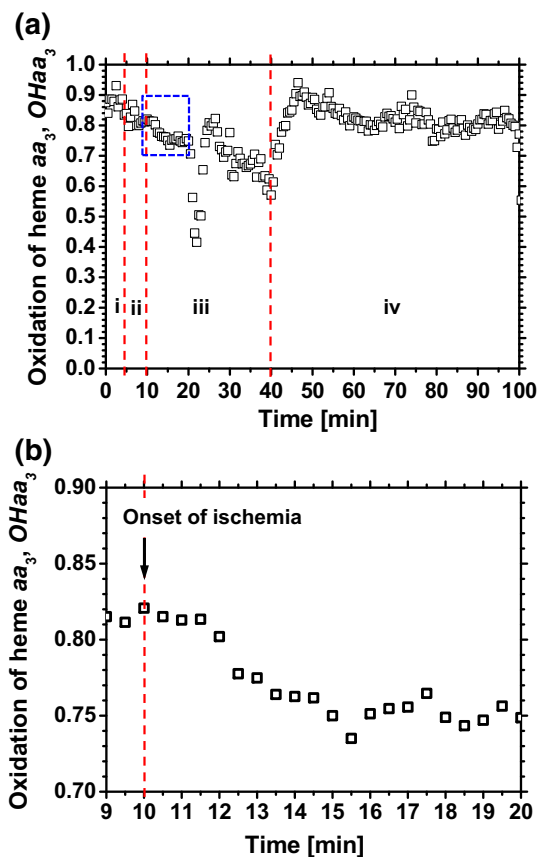 (a)
Oxidation of heme aa₃, OHaa₃
1.0
0.9
0.8
0.7
0.6
0.5
0.4
0.3
0.2
0.1
0.0
i ii iii iv
0 10 20 30 40 50 60 70 80 90 100
Time [min]
(b)
Oxidation of heme aa₃, OHaa₃
0.90
0.80
0.75
0.70
Onset of ischemia
9 10 11 12 13 14 15 16 17 18 19 20
Time [min]